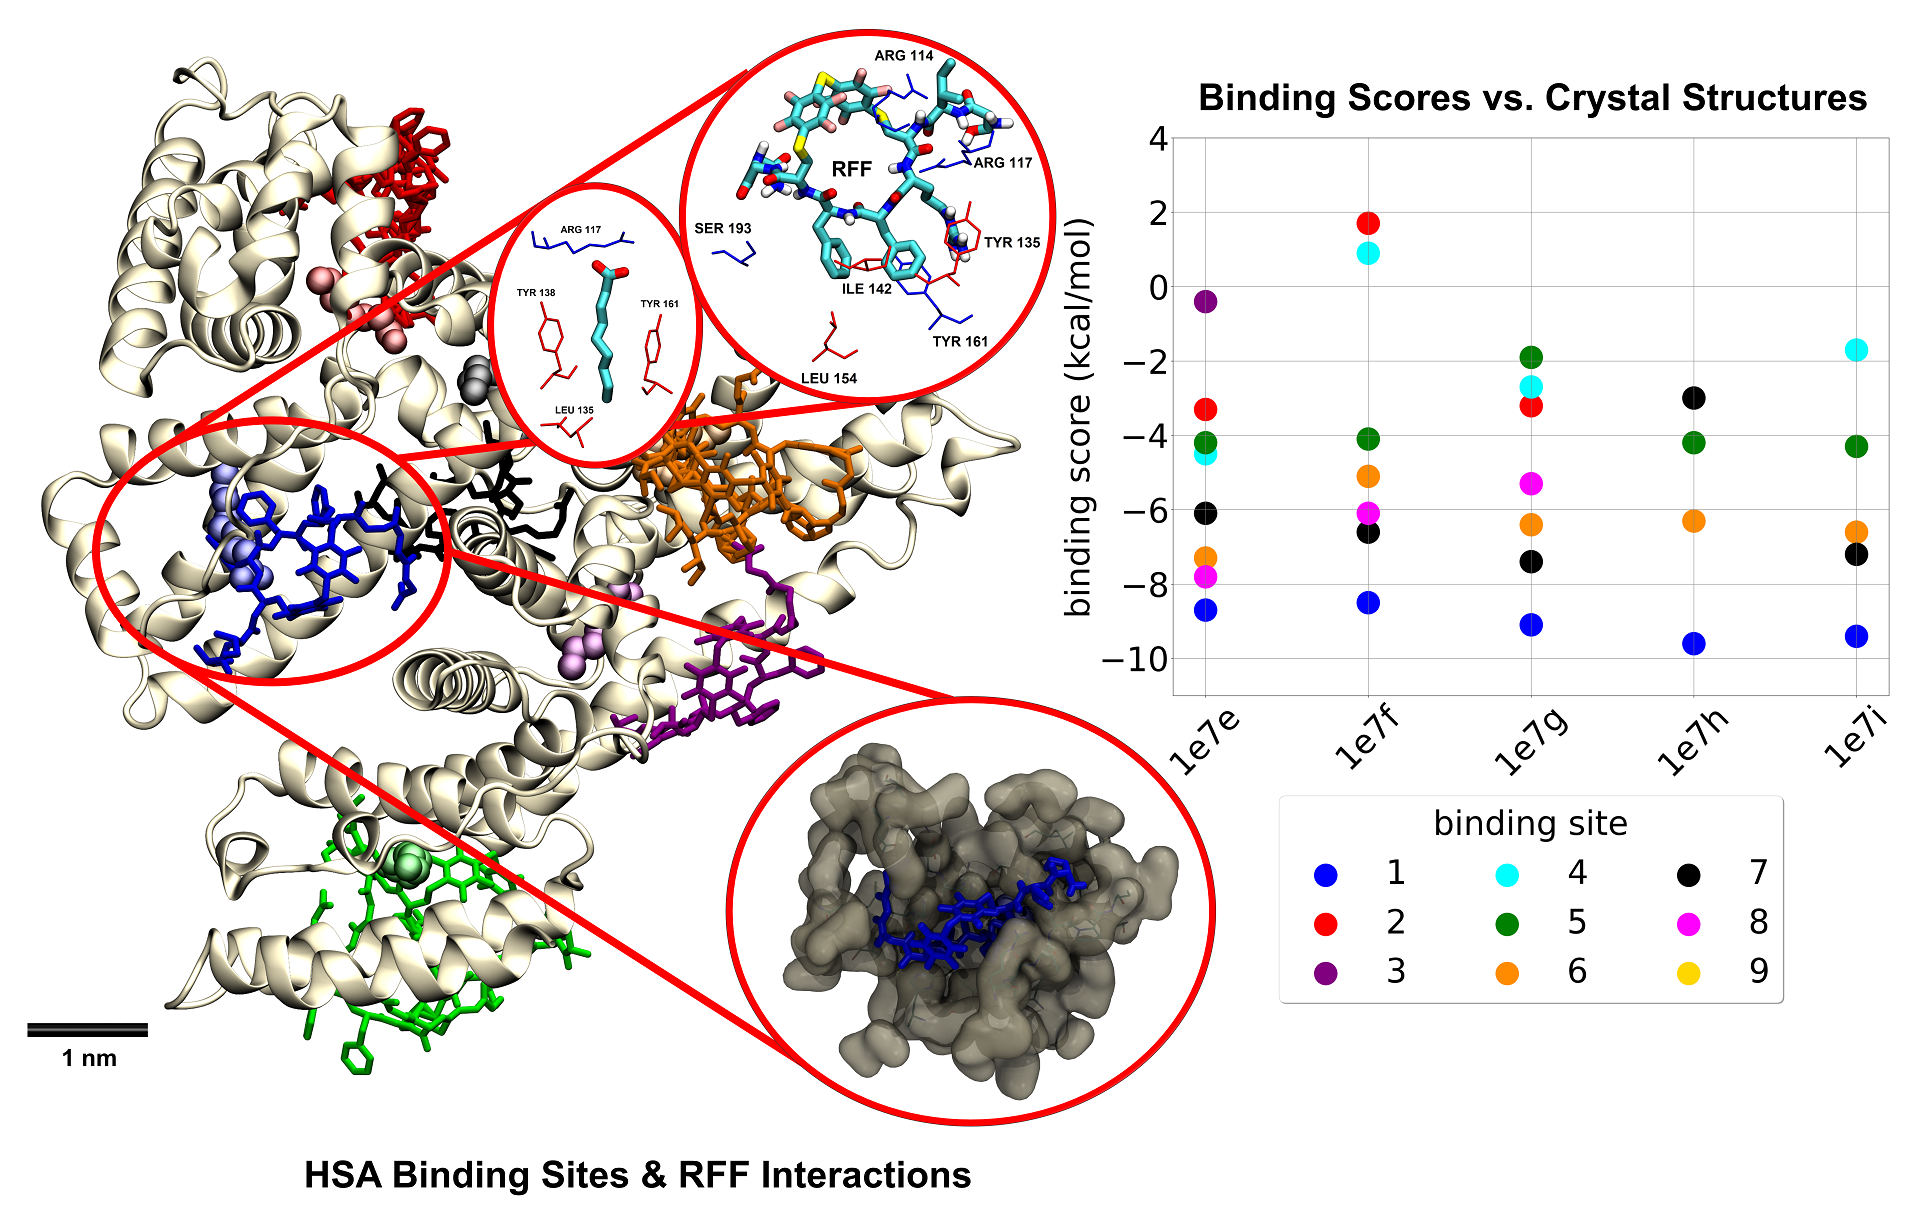 ARG 114
RFF
ARG 117
SER 193
TYR 135
ILE 142
TYR 161
LEU 154
ARG 117
TYR 138
TYR 161
LEU 135
1 nm
HSA Binding Sites & RFF Interactions
Binding Scores vs. Crystal Structures
binding score (kcal/mol)
4
2
0
−2
−4
−6
−8
−10
1e7e
1e7f
1e7g
1e7h
1e7i
binding site
1 4 7
2 5 8
3 6 9